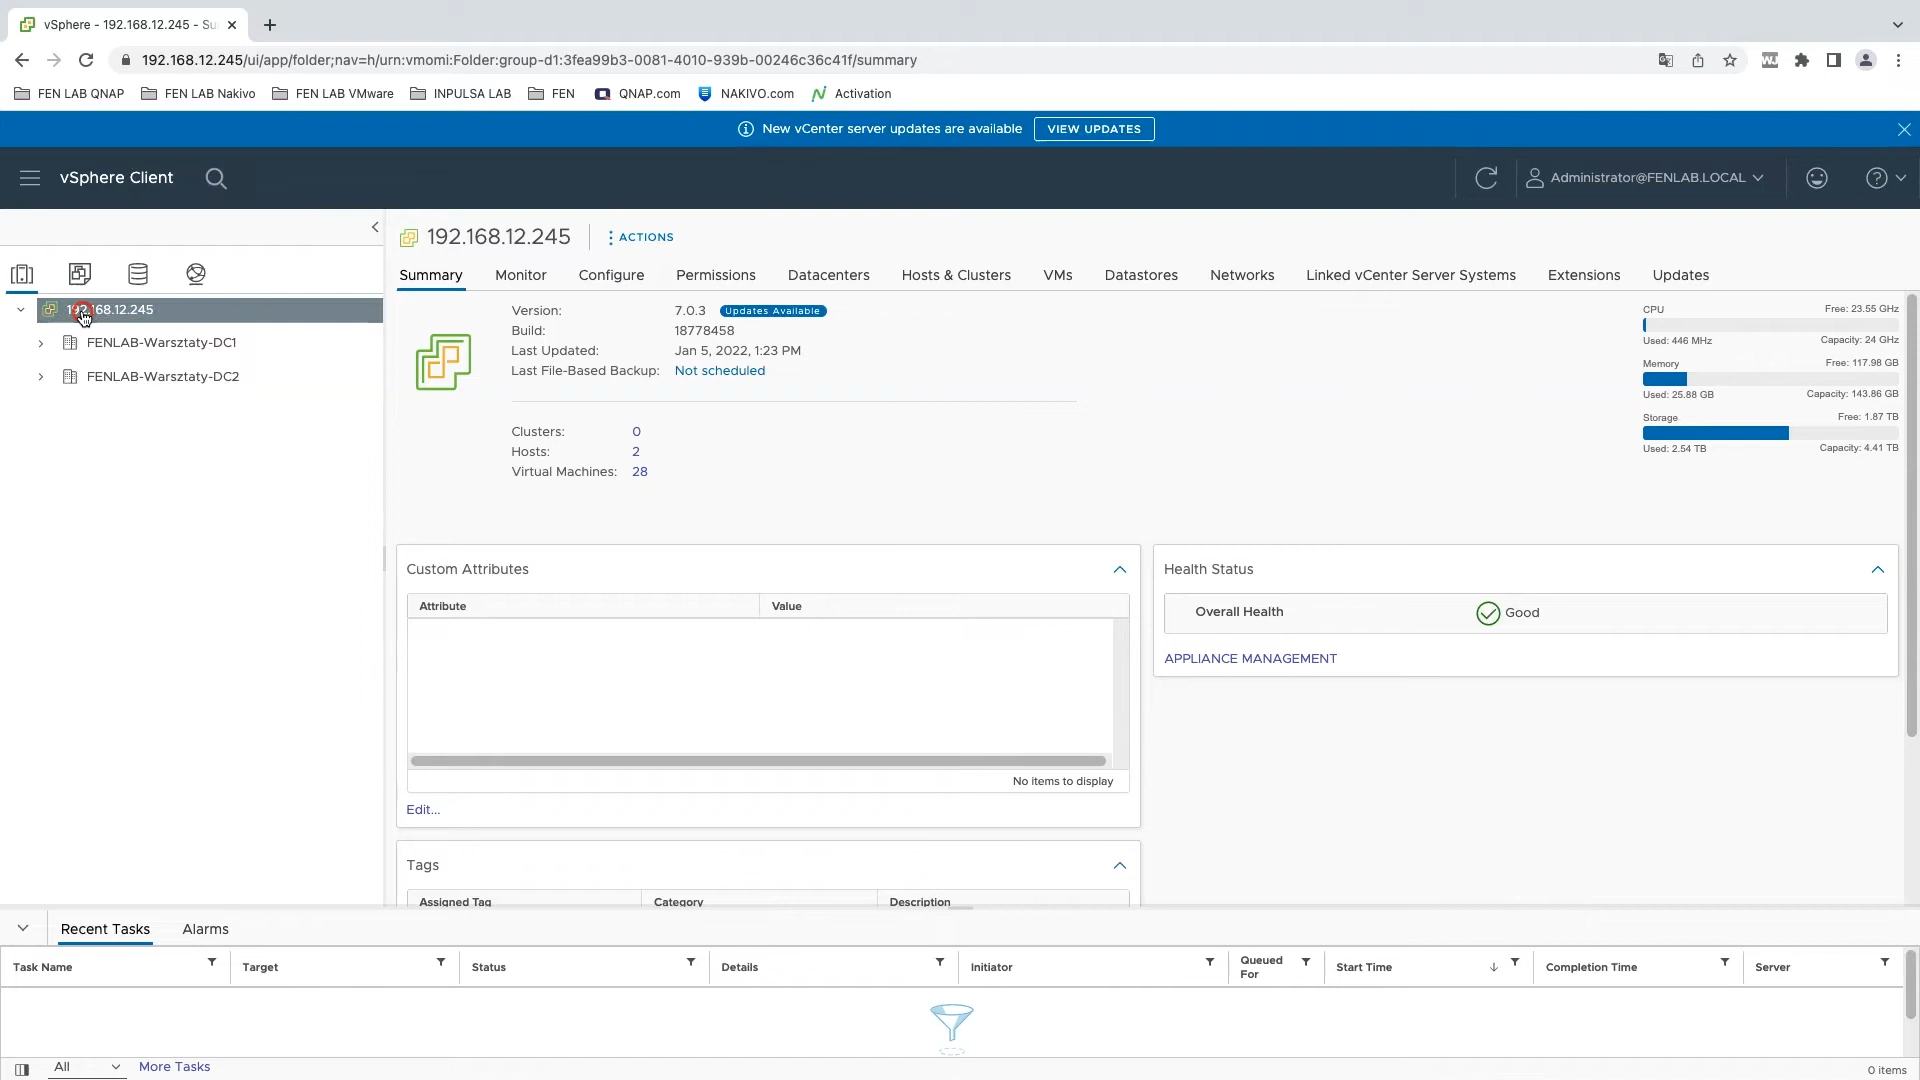 vSphere - 192.168.12.245 - Su
192.168.12.245/ui/app/folder;nav=h/urn:vmomi:Folder:group-d1:3fea99b3-0081-4010-939b-00246c36c41f/summary
FEN LAB QNAP FEN LAB Nakivo FEN LAB VMware INPULSA LAB FEN QNAP.com NAKIVO.com Activation
New vCenter server updates are available VIEW UPDATES
vSphere Client Administrator@FENLAB.LOCAL
192.168.12.245
FENLAB-Warsztaty-DC1
FENLAB-Warsztaty-DC2
192.168.12.245 ACTIONS
Summary Monitor Configure Permissions Datacenters Hosts & Clusters VMs Datastores Networks Linked vCenter Server Systems Extensions Updates
Version: 7.0.3 Updates Available
Build: 18778458
Last Updated: Jan 5, 2022, 1:23 PM
Last File-Based Backup: Not scheduled
Clusters: 0
Hosts: 2
Virtual Machines: 28
CPU Free: 23.55 GHz
Used: 446 MHz Capacity: 24 GHz
Memory Free: 117.98 GB
Used: 25.88 GB Capacity: 143.86 GB
Storage Free: 1.87 TB
Used: 2.54 TB Capacity: 4.41 TB
Custom Attributes
Attribute Value
No items to display
Edit...
Health Status
Overall Health Good
APPLIANCE MANAGEMENT
Tags
Assigned Tag Category Description
Recent Tasks Alarms
Task Name Target Status Details Initiator Queued For Start Time Completion Time Server
All More Tasks 0 items